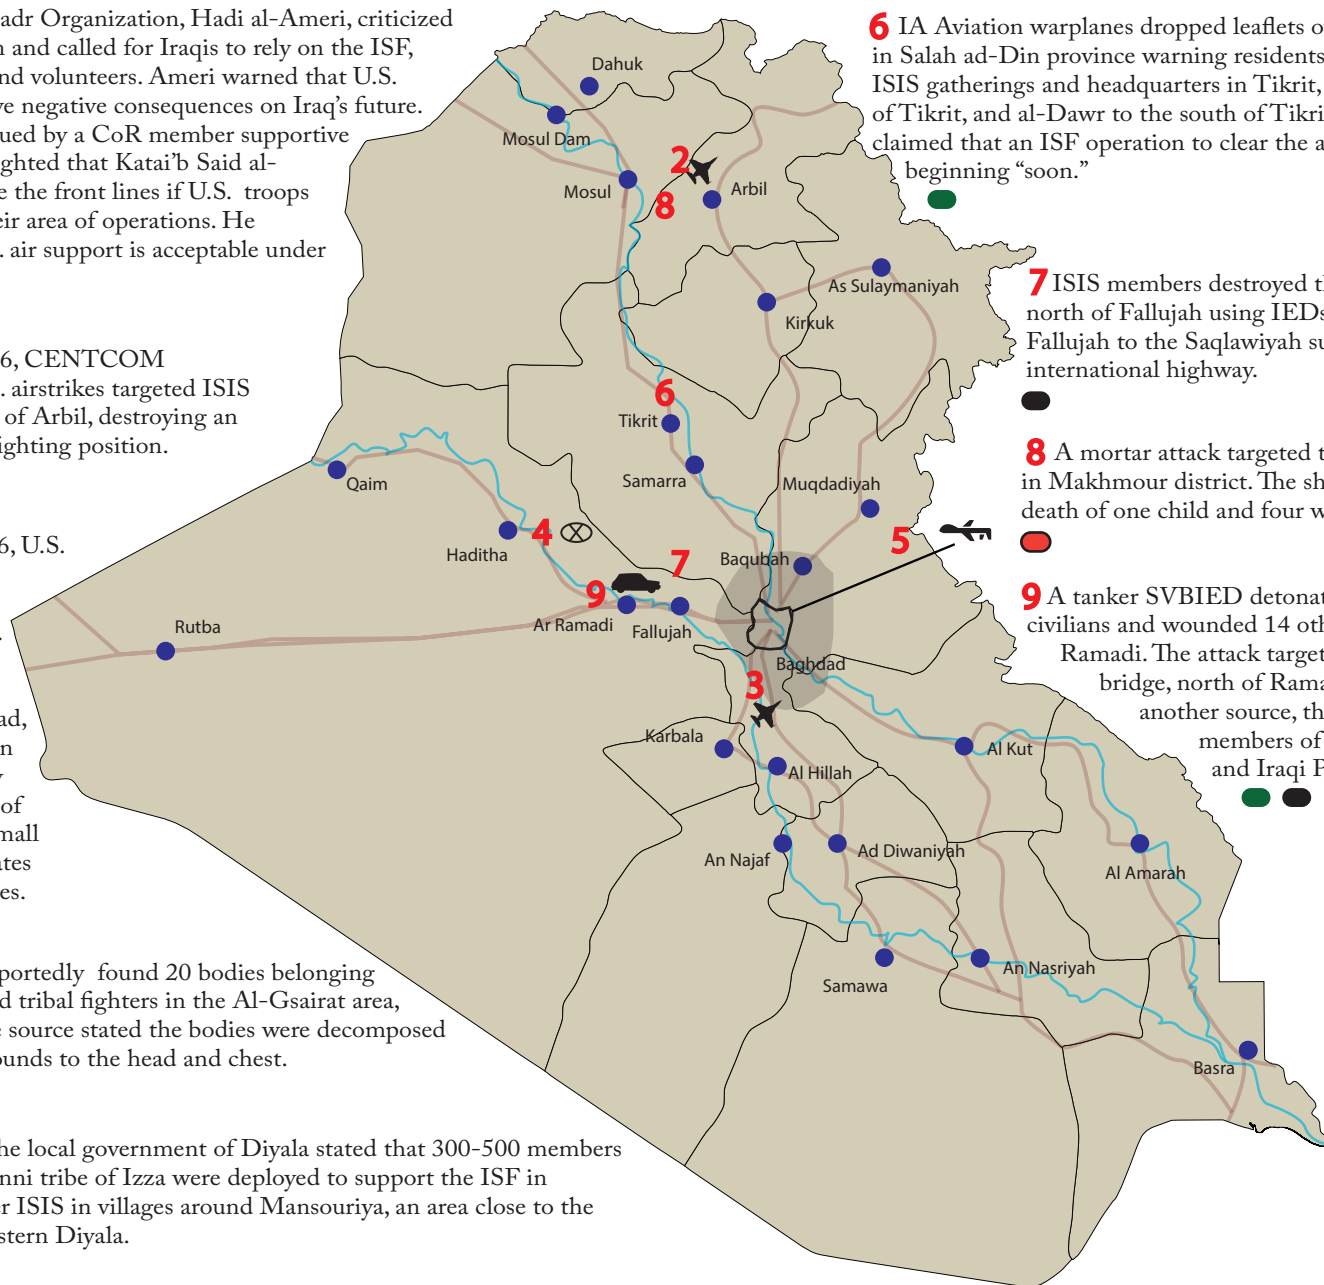 adr Organization, Hadi al-Ameri, criticized
and called for Iraqis to rely on the ISF,
nd volunteers. Ameri warned that U.S.
ve negative consequences on Iraq’s future.
ued by a CoR member supportive
ghted that Katai’b Said al-
e the front lines if U.S. troops
eir area of operations. He
. air support is acceptable under
6, CENTCOM
. airstrikes targeted ISIS
of Arbil, destroying an
ighting position.
6, U.S.
ad,
n
of
mall
ates
es.
portedly found 20 bodies belonging
d tribal fighters in the Al-Gsairat area,
e source stated the bodies were decomposed
ounds to the head and chest.
he local government of Diyala stated that 300-500 members
nni tribe of Izza were deployed to support the ISF in
er ISIS in villages around Mansouriya, an area close to the
stern Diyala.
Dahuk
Mosul Dam
2
Mosul
Arbil
8
As Sulaymaniyah
Kirkuk
6
Tikrit
Samarra
Muqdadiyah
Qaim
Haditha
4
5
Baqubah
7
9
Ar Ramadi
Fallujah
Rutba
Baghdad
3
Karbala
Al Hillah
Al Kut
An Najaf
Ad Diwaniyah
Al Amarah
Samawa
An Nasriyah
Basra
6 IA Aviation warplanes dropped leaflets o
in Salah ad-Din province warning residents
ISIS gatherings and headquarters in Tikrit,
of Tikrit, and al-Dawr to the south of Tikri
claimed that an ISF operation to clear the a
beginning “soon.”
7 ISIS members destroyed t
north of Fallujah using IEDs
Fallujah to the Saqlawiyah su
international highway.
8 A mortar attack targeted t
in Makhmour district. The sh
death of one child and four w
9 A tanker SVBIED detonat
civilians and wounded 14 oth
Ramadi. The attack target
bridge, north of Rama
another source, th
members of
and Iraqi P